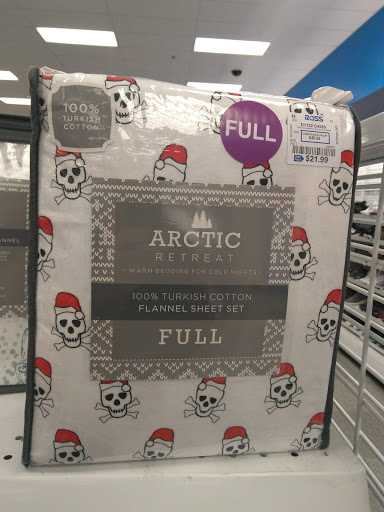 100%
TURKISH
COTTON
FULL
ROSS
$21.99
ARCTIC
RETREAT
WARM BEDDING FOR COLD NIGHTS
100% TURKISH COTTON
FLANNEL SHEET SET
FULL